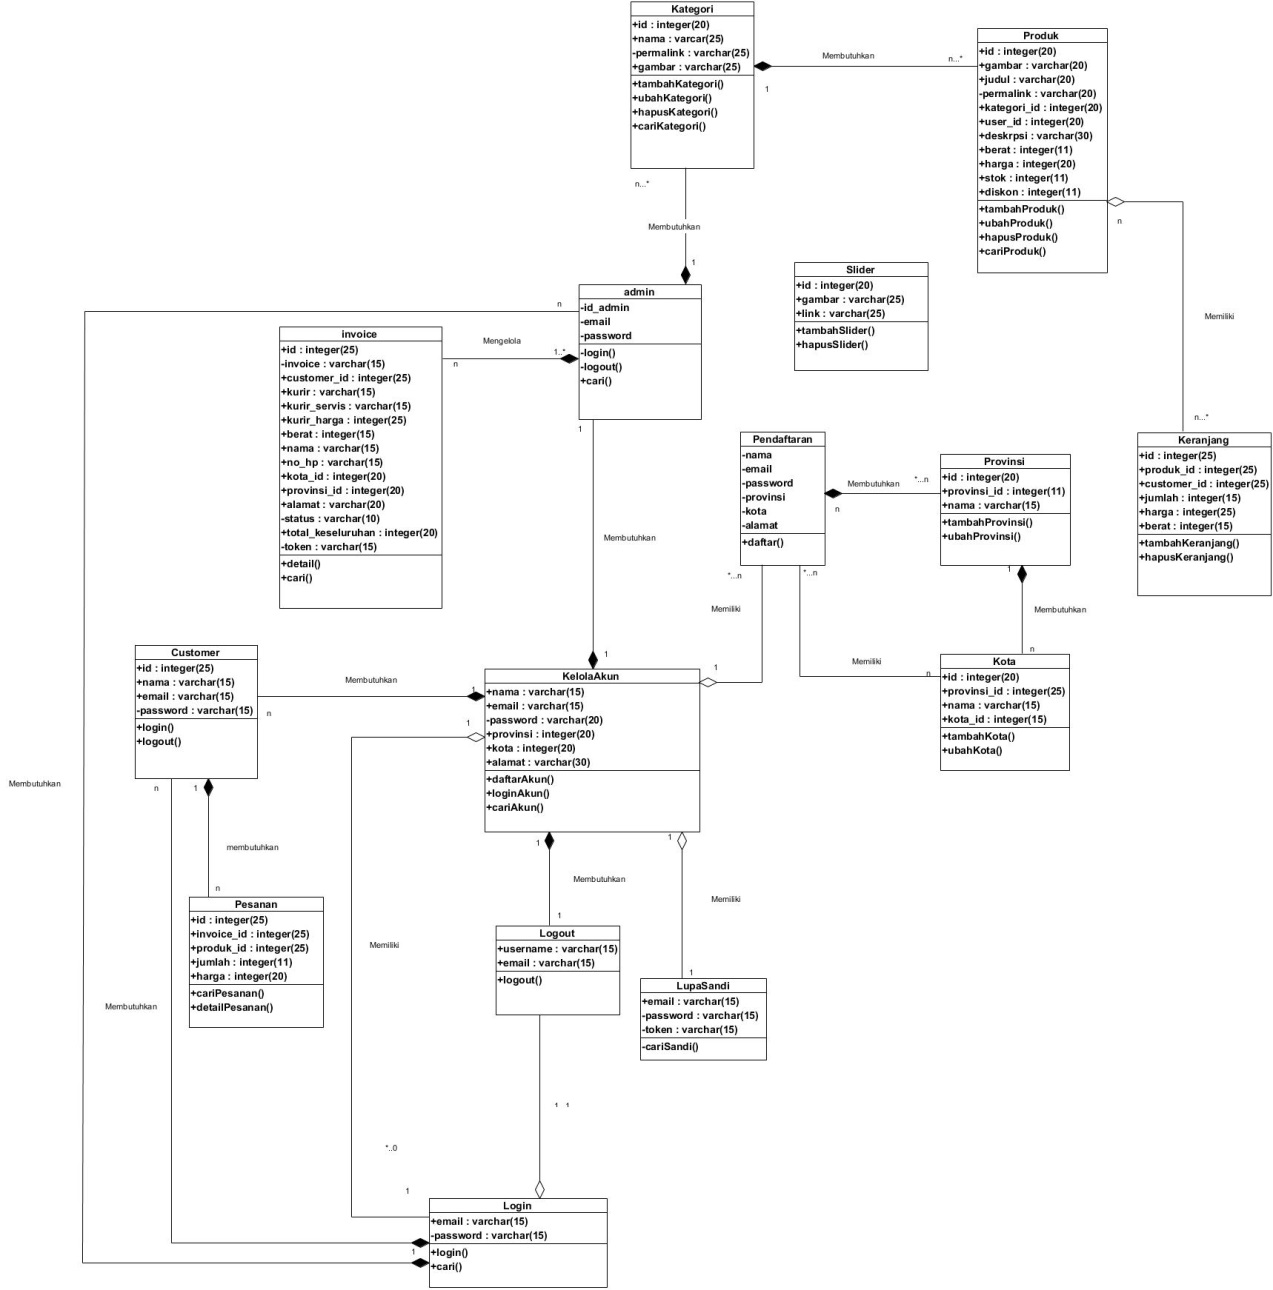 Kategori
+id : integer(20)
+nama : varcar(25)
-permalink : varchar(25)
+gambar : varchar(25)
+tambahKategori()
+ubahKategori()
+hapusKategori()
+cariKategori()
Membutuhkan
n...*
1
Produk
+id : integer(20)
+gambar : varchar(20)
+judul : varchar(20)
-permalink : varchar(20)
+kategori_id : integer(20)
+user_id : integer(20)
+deskrpsi : varchar(30)
+berat : integer(11)
+harga : integer(20)
+stok : integer(11)
+diskon : integer(11)
+tambahProduk()
+ubahProduk()
+hapusProduk()
+cariProduk()
n
Memiliki
n...*
n...*
Membutuhkan
1
admin
-id_admin
-email
-password
-login()
-logout()
+cari()
n
Mengelola
1..*
n
1
Slider
+id : integer(20)
+gambar : varchar(25)
+link : varchar(25)
+tambahSlider()
+hapusSlider()
invoice
+id : integer(25)
-invoice : varchar(15)
+customer_id : integer(25)
+kurir : varchar(15)
+kurir_servis : varchar(15)
+kurir_harga : integer(25)
+berat : integer(15)
+nama : varchar(15)
+no_hp : varchar(15)
+kota_id : integer(20)
+provinsi_id : integer(20)
+alamat : varchar(20)
-status : varchar(10)
+total_keseluruhan : integer(20)
-token : varchar(15)
+detail()
+cari()
Membutuhkan
1
Pendaftaran
-nama
-email
-password
-provinsi
-kota
-alamat
+daftar()
Membutuhkan
*...n
n
*...n
*...n
Memiliki
1
Memiliki
n
Provinsi
+id : integer(20)
+provinsi_id : integer(11)
+nama : varchar(15)
+tambahProvinsi()
+ubahProvinsi()
1
Membutuhkan
n
Keranjang
+id : integer(25)
+produk_id : integer(25)
+customer_id : integer(25)
+jumlah : integer(15)
+harga : integer(25)
+berat : integer(15)
+tambahKeranjang()
+hapusKeranjang()
Kota
+id : integer(20)
+provinsi_id : integer(25)
+nama : varchar(15)
+kota_id : integer(15)
+tambahKota()
+ubahKota()
Customer
+id : integer(25)
+nama : varchar(15)
+email : varchar(15)
-password : varchar(15)
+login()
+logout()
Membutuhkan
1
n
1
KelolaAkun
+nama : varchar(15)
+email : varchar(15)
-password : varchar(20)
+provinsi : integer(20)
+kota : integer(20)
+alamat : varchar(30)
+daftarAkun()
+loginAkun()
+cariAkun()
Membutuhkan
n
1
membutuhkan
n
1
Membutuhkan
1
1
Memiliki
1
Pesanan
+id : integer(25)
+invoice_id : integer(25)
+produk_id : integer(25)
+jumlah : integer(11)
+harga : integer(20)
+cariPesanan()
+detailPesanan()
Memiliki
Membutuhkan
Logout
+username : varchar(15)
+email : varchar(15)
+logout()
LupaSandi
+email : varchar(15)
-password : varchar(15)
-token : varchar(15)
-cariSandi()
1 1
*..0
1
Login
+email : varchar(15)
-password : varchar(15)
+login()
+cari()
1